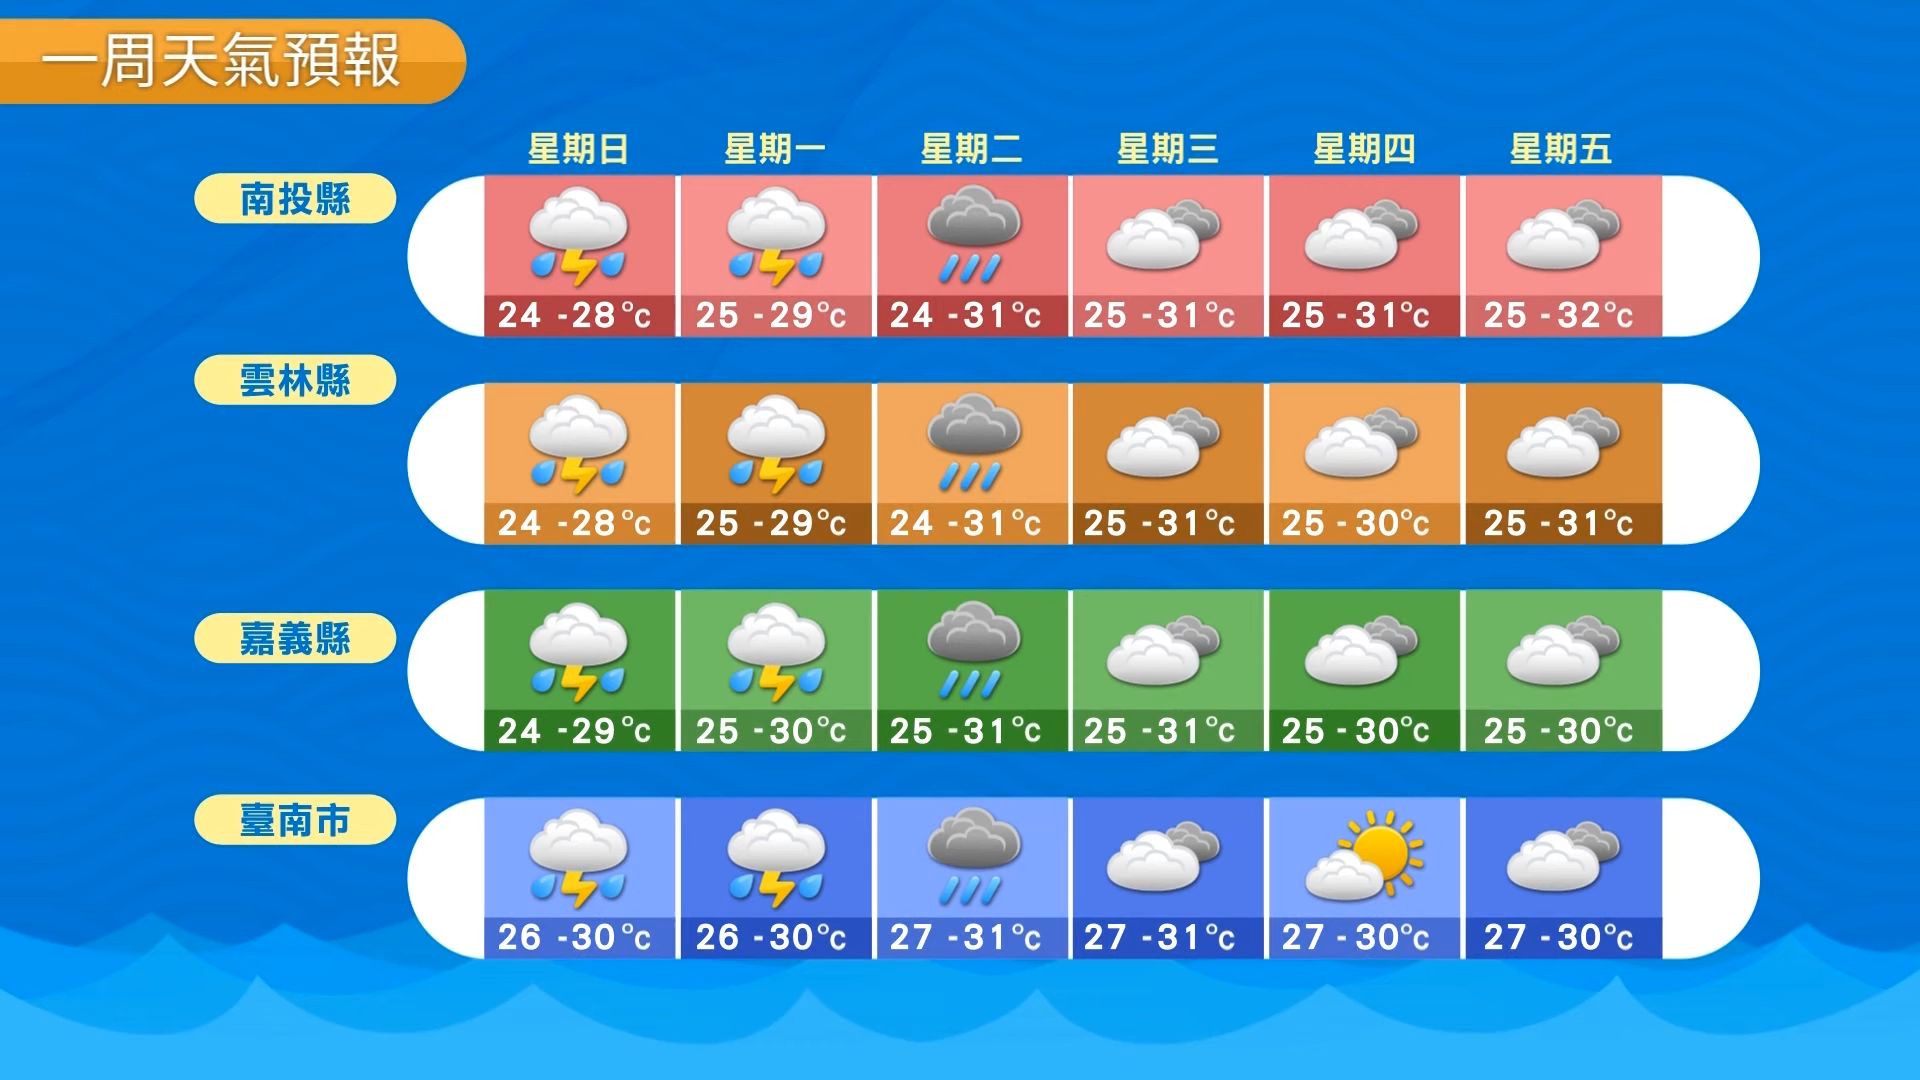 一周天氣預報
星期日 星期一 星期二 星期三 星期四 星期五
南投縣
24 -28°C 25 -29°C 24 -31°C 25 -31°C 25 -31°C 25 -32°C
雲林縣
24 -28°C 25 -29°C 24 -31°C 25 -31°C 25 -30°C 25 -31°C
嘉義縣
24 -29°C 25 -30°C 25 -31°C 25 -31°C 25 -30°C 25 -30°C
臺南市
26 -30°C 26 -30°C 27 -31°C 27 -31°C 27 -30°C 27 -30°C